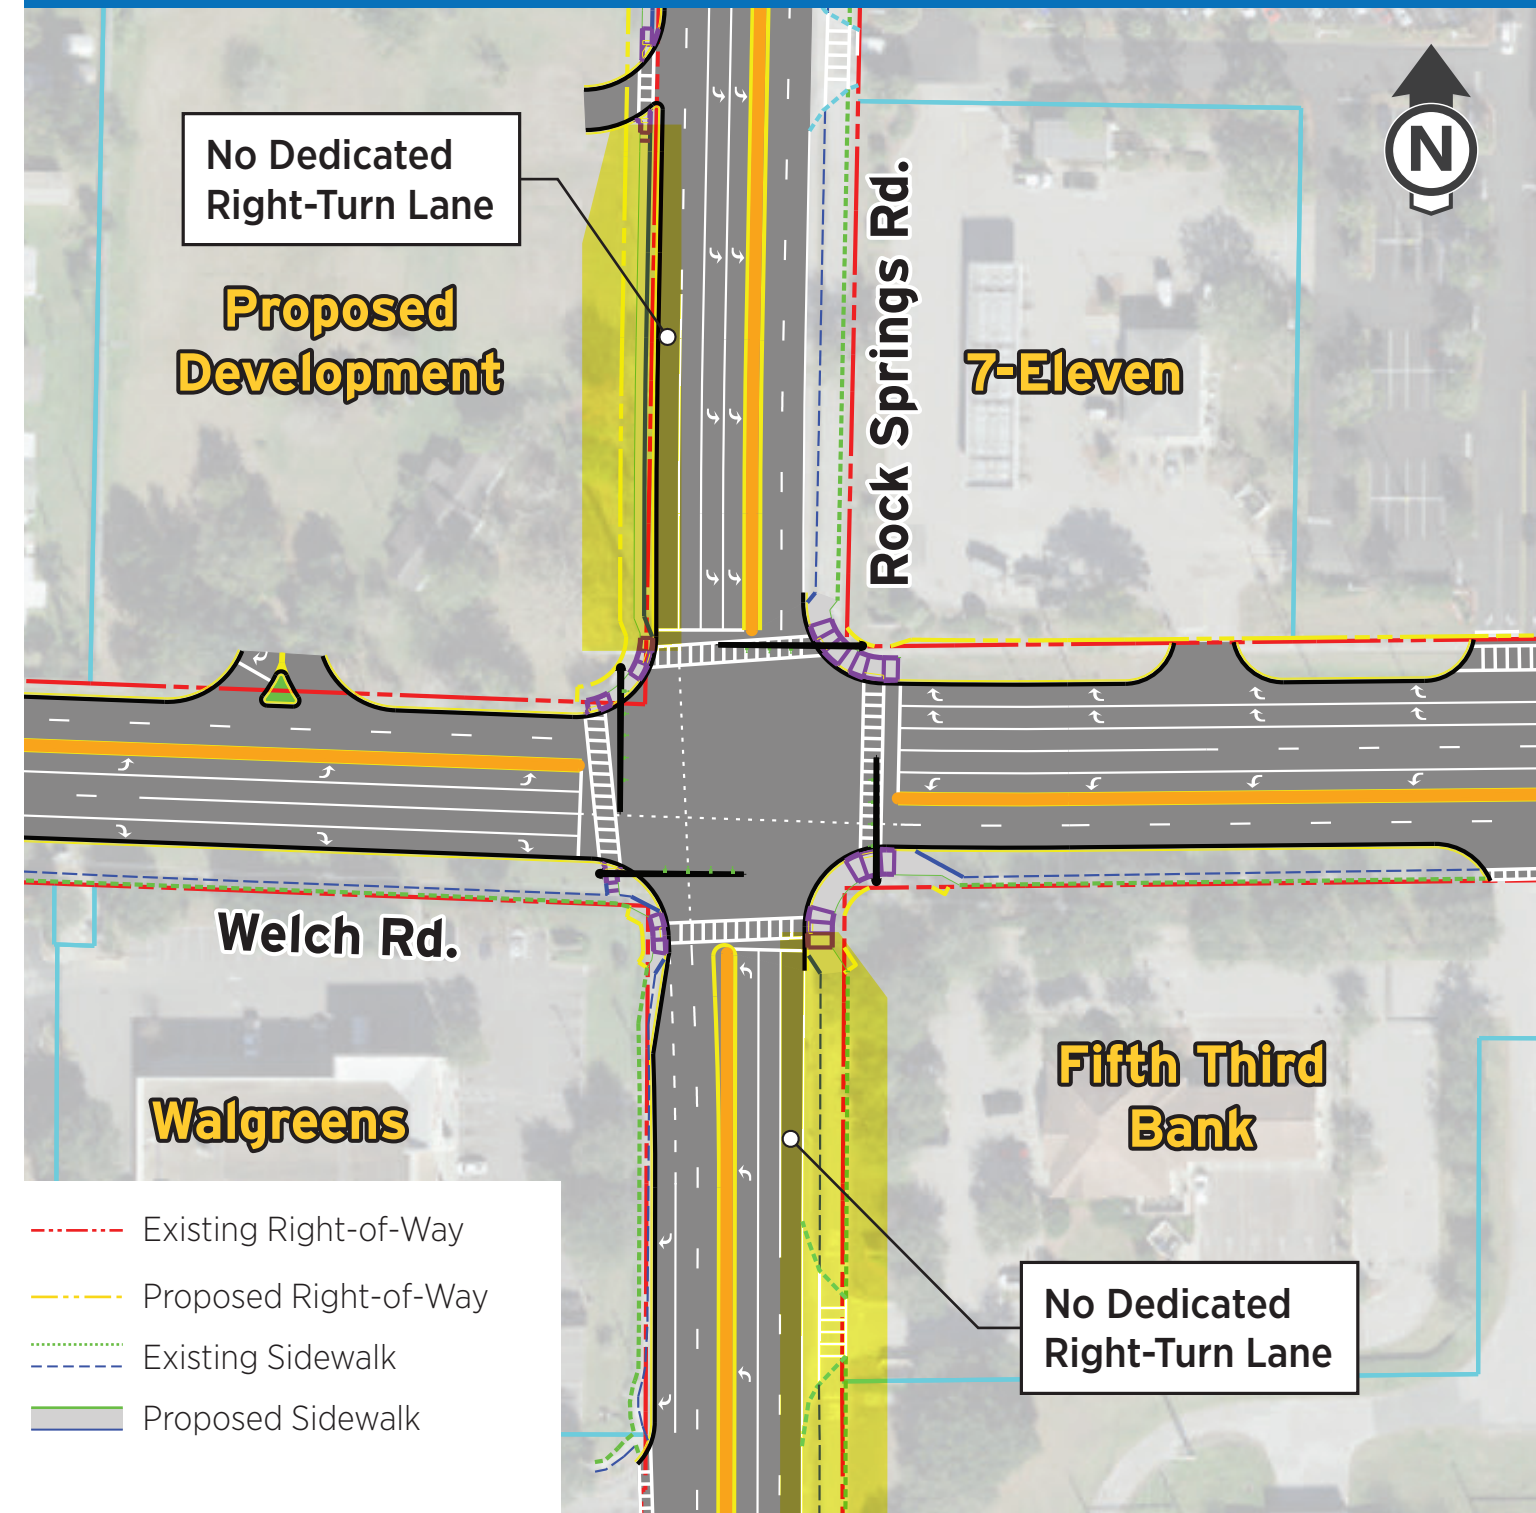 No Dedicated
Right-Turn Lane
N
Proposed
Development
Rock Springs Rd.
7-Eleven
Welch Rd.
Fifth Third
Bank
Walgreens
No Dedicated
Right-Turn Lane
Existing Right-of-Way
Proposed Right-of-Way
Existing Sidewalk
Proposed Sidewalk